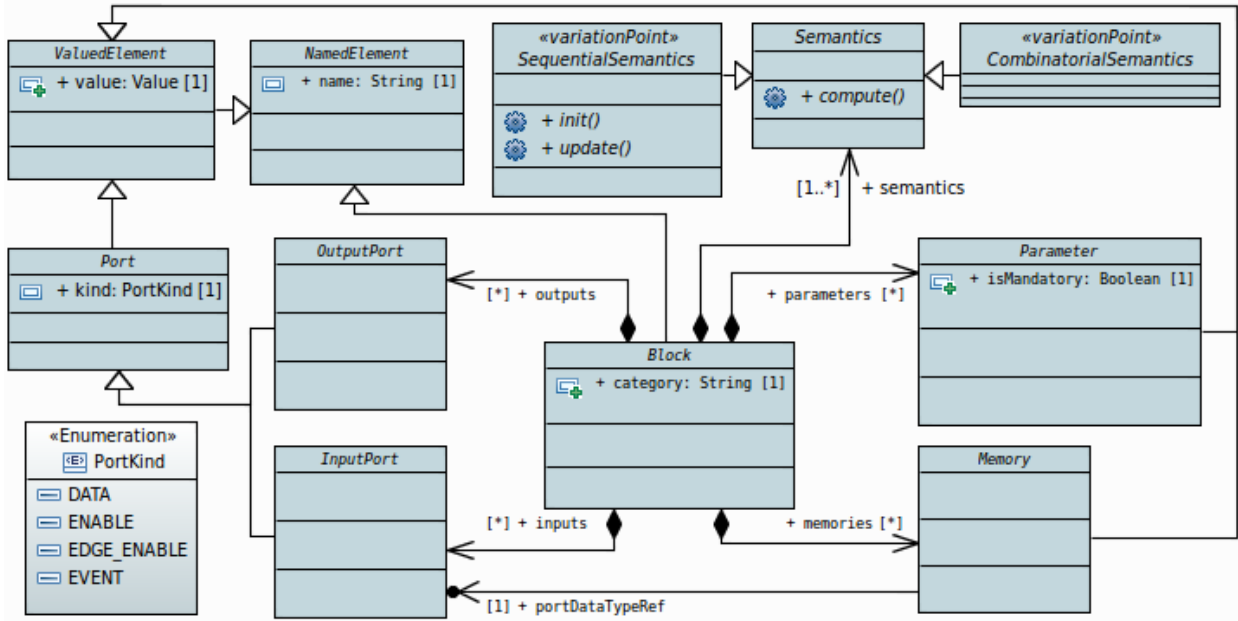 ValuedElement
+ value: Value [1]
NamedElement
+ name: String [1]
«variationPoint»
SequentialSemantics
+ init()
+ update()
Semantics
+ compute()
«variationPoint»
CombinatorialSemantics
[1..*] + semantics
Port
+ kind: PortKind [1]
OutputPort
[*] + outputs
+ parameters [*]
Parameter
+ isMandatory: Boolean [1]
Block
+ category: String [1]
«Enumeration»
<E> PortKind
DATA
ENABLE
EDGE_ENABLE
EVENT
InputPort
[*] + inputs
+ memories [*]
Memory
[1] + portDataTypeRef